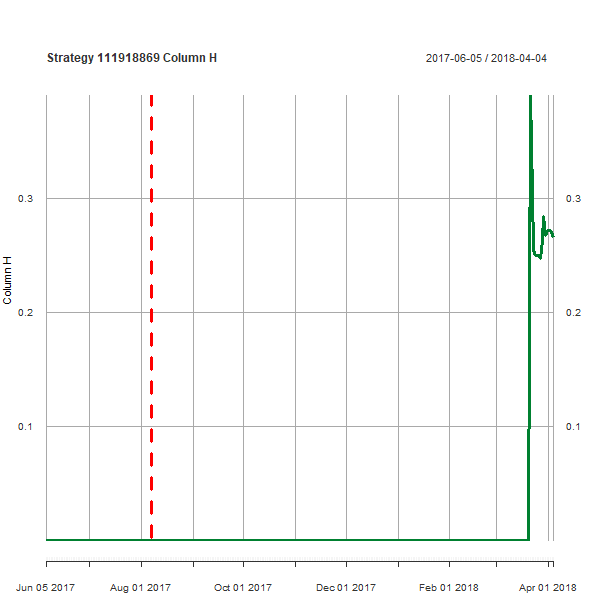 Strategy 111918869 Column H
2017-06-05 / 2018-04-04
Column H
0.3
0.3
0.2
0.2
0.1
0.1
Jun 05 2017
Aug 01 2017
Oct 01 2017
Dec 01 2017
Feb 01 2018
Apr 01 2018